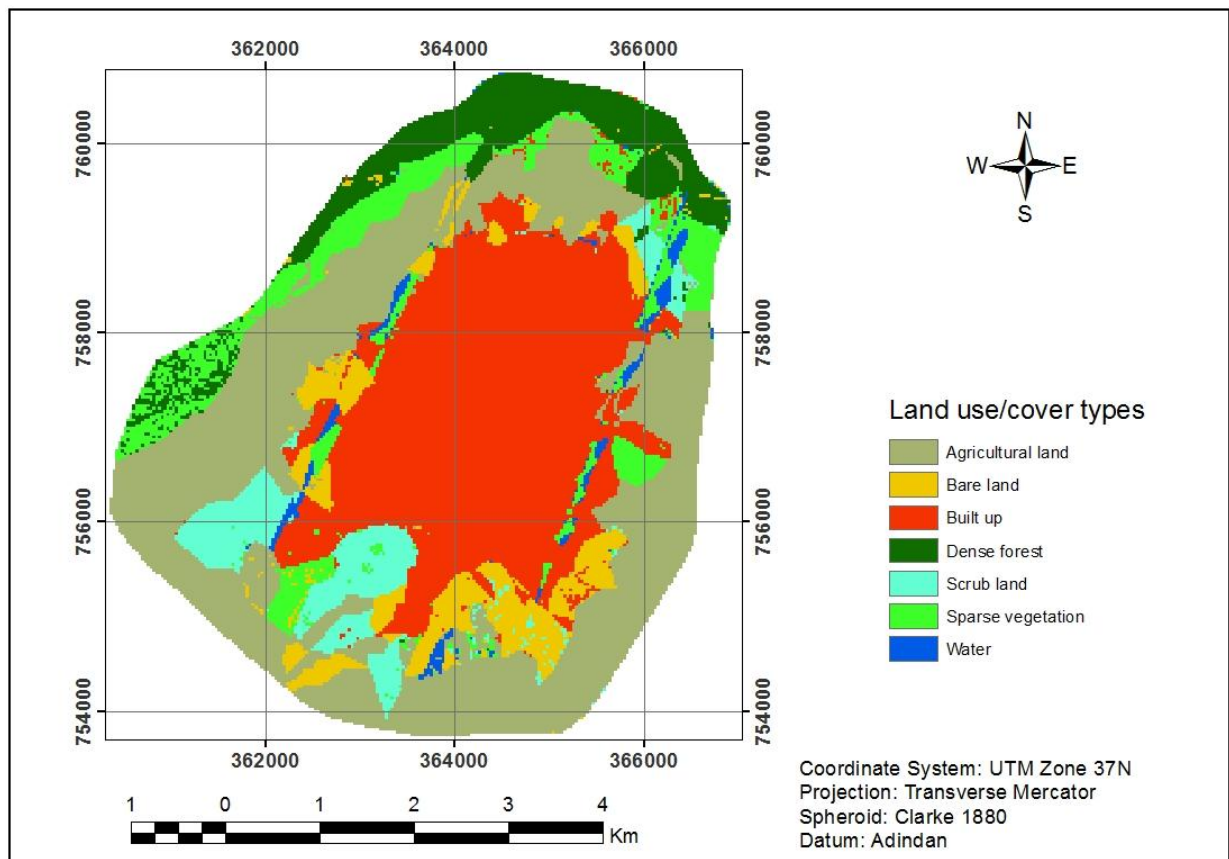 362000 364000 366000
N
W E
S
760000 760000
758000 758000
756000 756000
754000 754000
362000 364000 366000
Land use/cover types
Agricultural land
Bare land
Built up
Dense forest
Scrub land
Sparse vegetation
Water
1 0 1 2 3 4
Km
Coordinate System: UTM Zone 37N
Projection: Transverse Mercator
Spheroid: Clarke 1880
Datum: Adindan